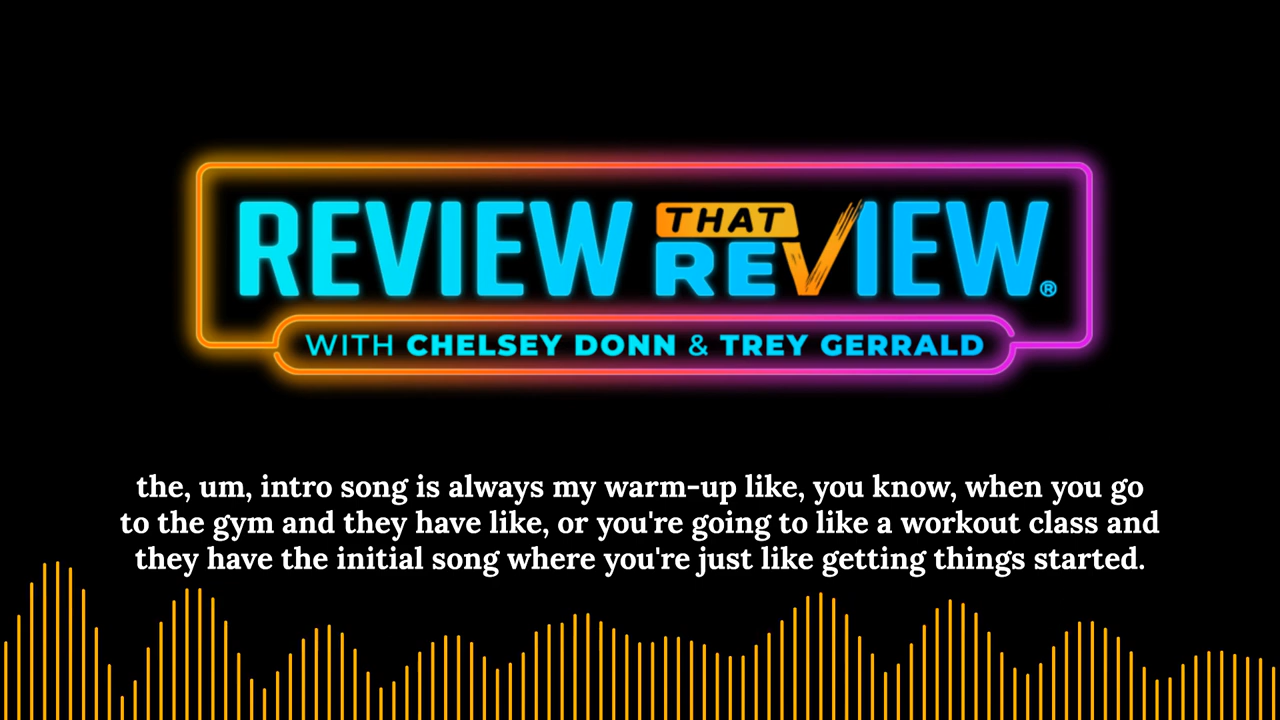 REVIEW THAT REVIEW®
WITH CHELSEY DONN & TREY GERRALD
the, um, intro song is always my warm-up like, you know, when you go
to the gym and they have like, or you're going to like a workout class and
they have the initial song where you're just like getting things started.